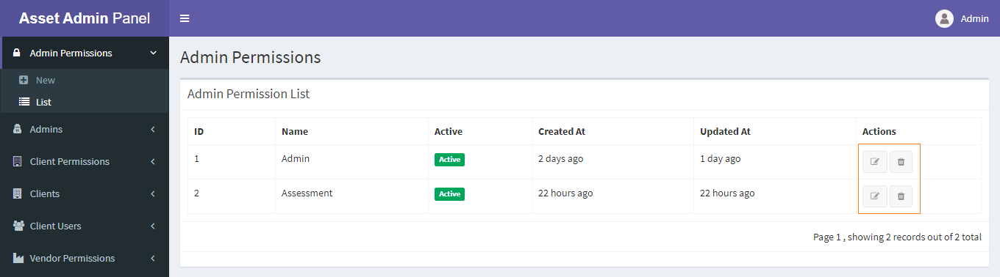 Asset Admin Panel
Admin
Admin Permissions
New
List
Admins
Client Permissions
Clients
Client Users
Vendor Permissions
Admin Permissions
Admin Permission List
ID Name Active Created At Updated At Actions
1 Admin Active 2 days ago 1 day ago
2 Assessment Active 22 hours ago 22 hours ago
Page 1 , showing 2 records out of 2 total